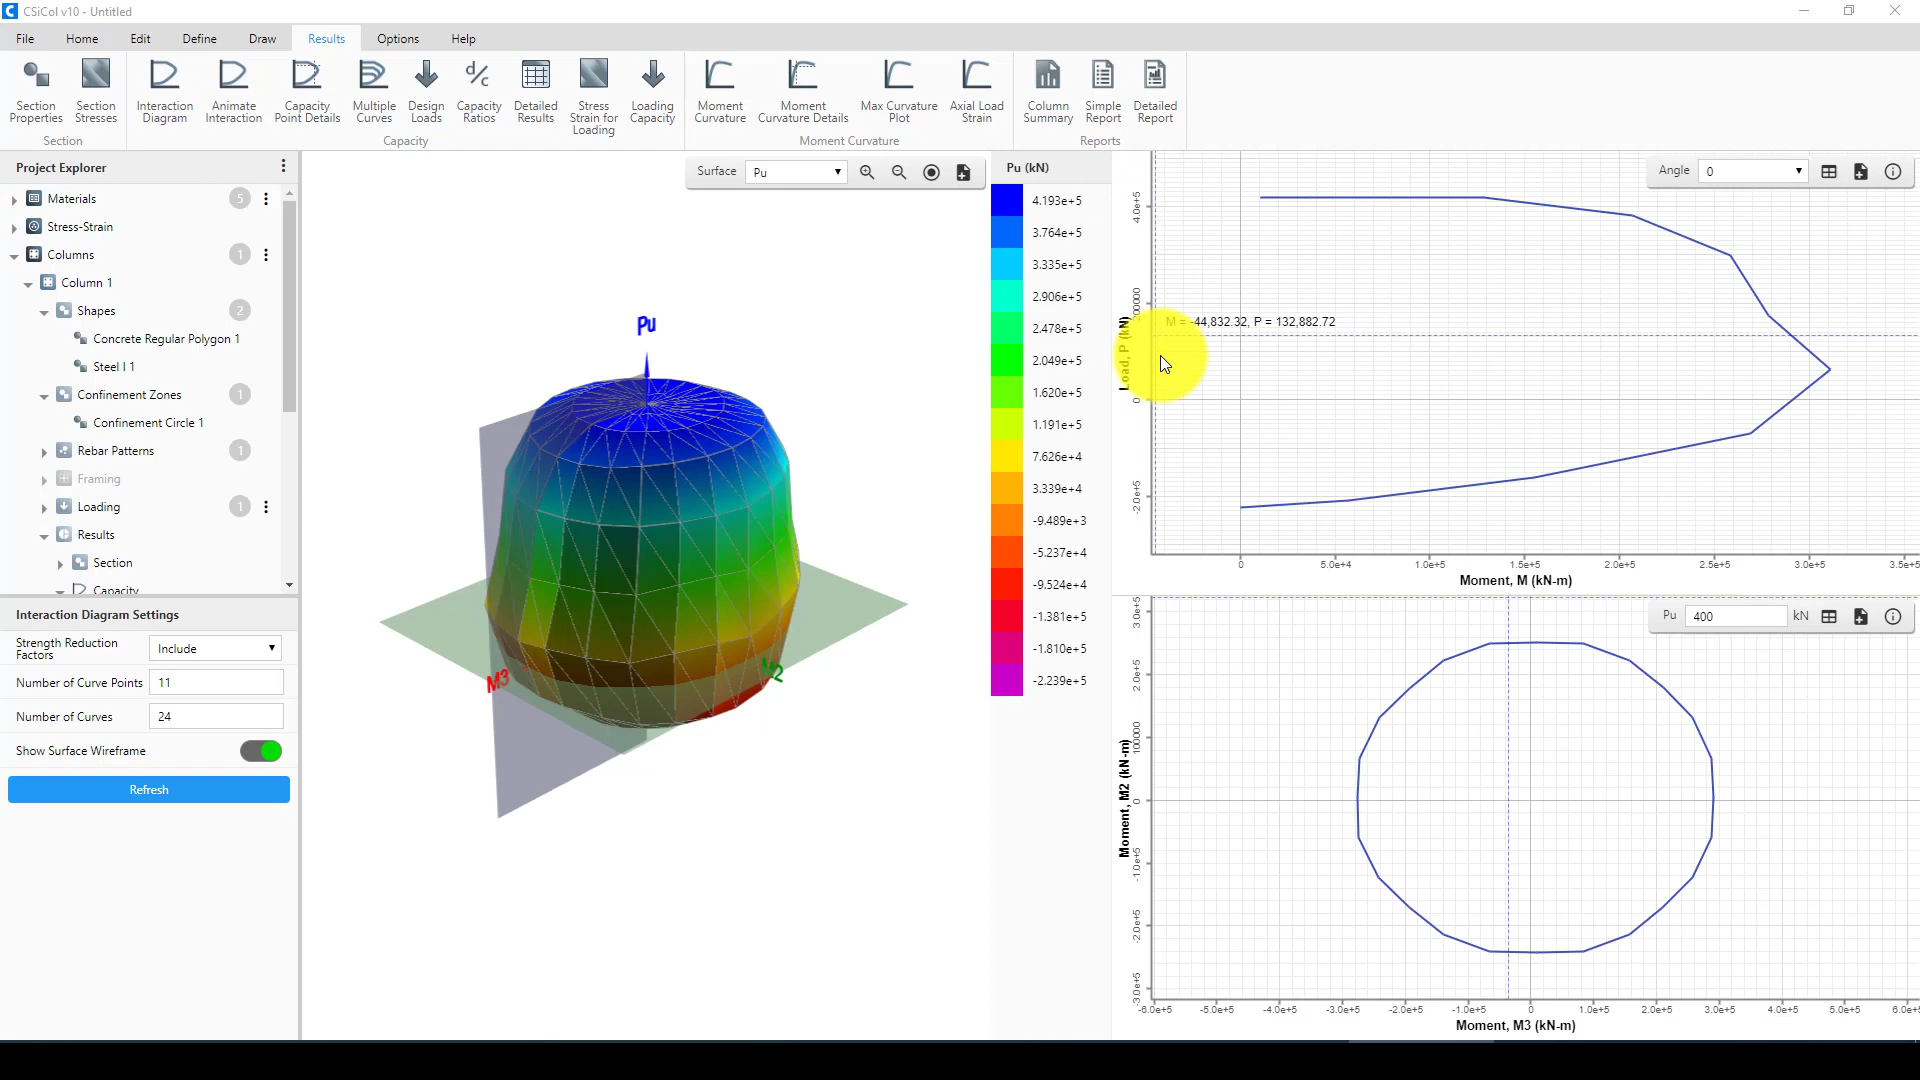 CSiCol v10 - Untitled
File Home Edit Define Draw Results Options Help
Section Properties
Section Stresses
Section
Interaction Diagram
Animate Interaction
Capacity Point Details
Multiple Curves
Design Loads
Capacity Ratios
Detailed Results
Stress Strain for Loading
Loading Capacity
Capacity
Moment Curvature
Moment Curvature Details
Max Curvature Plot
Axial Load Strain
Moment Curvature
Column Summary
Simple Report
Detailed Report
Reports
Project Explorer
Materials 5
Stress-Strain
Columns 1
Column 1
Shapes 2
Concrete Regular Polygon 1
Steel I 1
Confinement Zones 1
Confinement Circle 1
Rebar Patterns 1
Framing
Loading 1
Results
Section
Capacity
Interaction Diagram Settings
Strength Reduction
Factors
Include
Number of Curve Points 11
Number of Curves 24
Show Surface Wireframe
Refresh
Surface Pu
Pu
M3
Pu (kN)
4.193e+5
3.764e+5
3.335e+5
2.906e+5
2.478e+5
2.049e+5
1.620e+5
1.191e+5
7.626e+4
3.339e+4
-9.489e+3
-5.237e+4
-9.524e+4
-1.381e+5
-1.810e+5
-2.239e+5
Angle 0
4.0e+5
0
-2.0e+5
Load, P (kN)
M = -44,832.32, P = 132,882.72
0 5.0e+4 1.0e+5 1.5e+5 2.0e+5 2.5e+5 3.0e+5 3.5e+5
Moment, M (kN-m)
Pu 400 kN
3.0e+5
2.0e+5
100000
0
-1.0e+5
-2.0e+5
-3.0e+5
Moment, M2 (kN-m)
-6.0e+5 -5.0e+5 -4.0e+5 -3.0e+5 -2.0e+5 -1.0e+5 0 1.0e+5 2.0e+5 3.0e+5 4.0e+5 5.0e+5
Moment, M3 (kN-m)